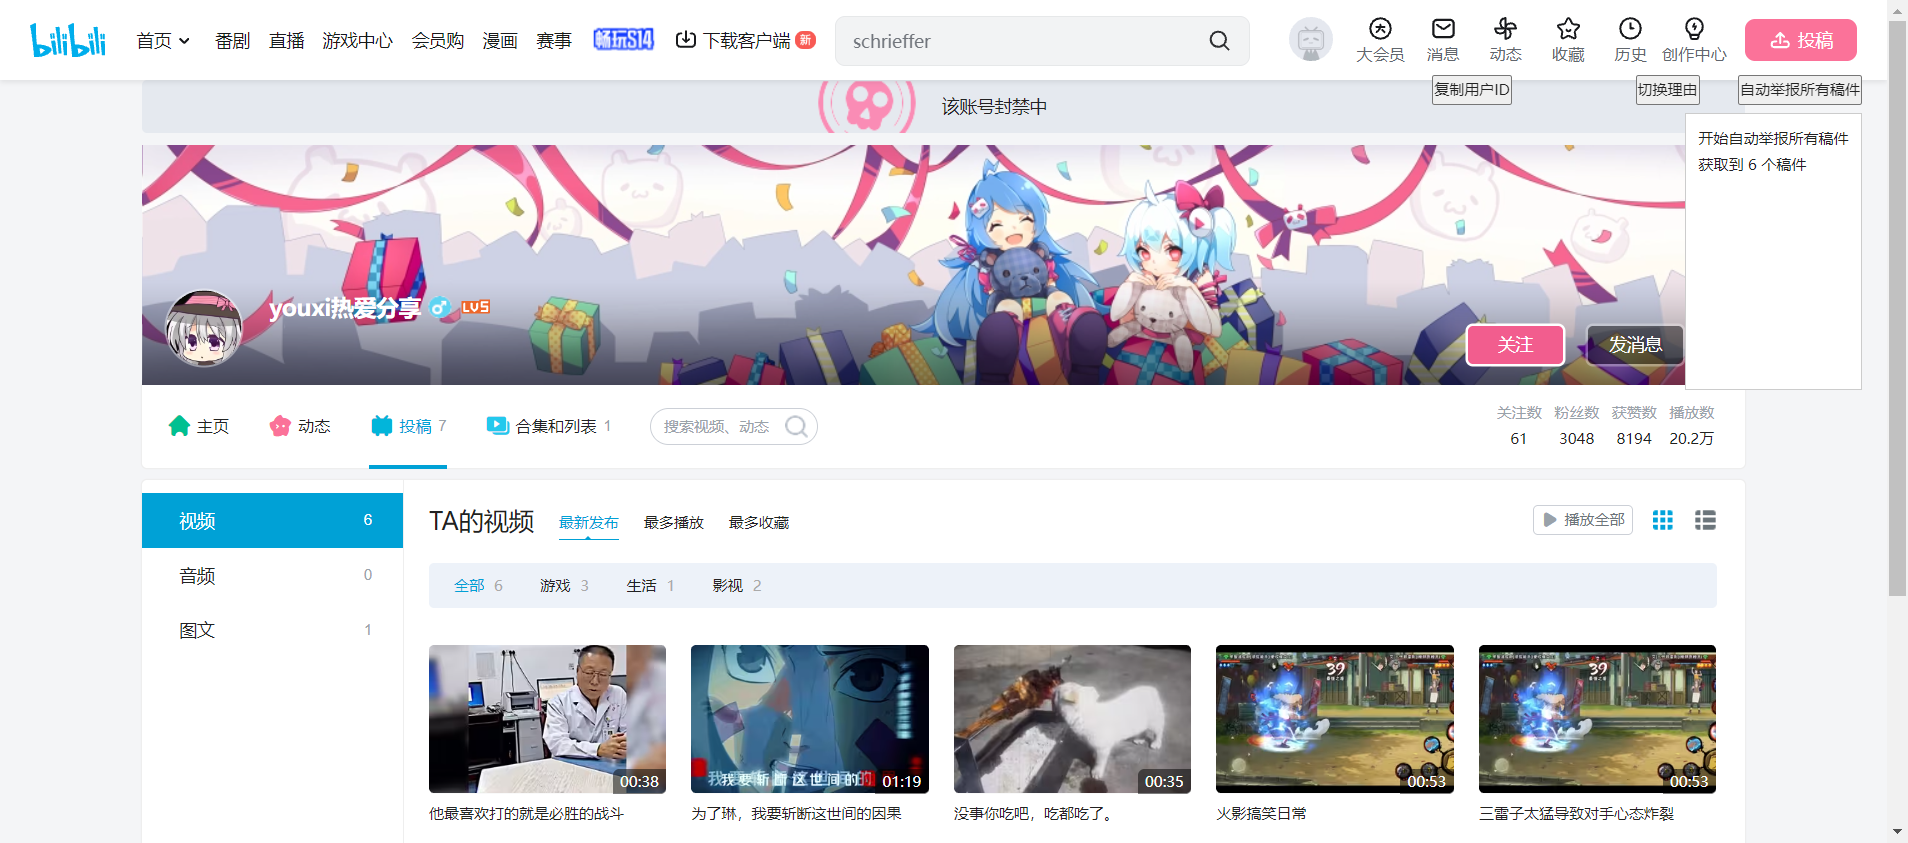 bilibili
首页
番剧
直播
游戏中心
会员购
漫画
赛事
畅玩S14
下载客户端
新
schrieffer
大会员
消息
动态
收藏
历史
创作中心
投稿
复制用户ID
切换理由
自动举报所有稿件
该账号封禁中
开始自动举报所有稿件
获取到 6 个稿件
youxi热爱分享
LV5
关注
发消息
主页
动态
投稿 7
合集和列表 1
搜索视频、动态
关注数 粉丝数 获赞数 播放数
61 3048 8194 20.2万
视频 6
音频 0
图文 1
TA的视频
最新发布
最多播放
最多收藏
播放全部
全部 6
游戏 3
生活 1
影视 2
00:38
我要斩断这世间的
01:19
00:35
39
00:53
39
00:53
他最喜欢打的就是必胜的战斗
为了琳，我要斩断这世间的因果
没事你吃吧，吃都吃了。
火影搞笑日常
三雷子太猛导致对手心态炸裂